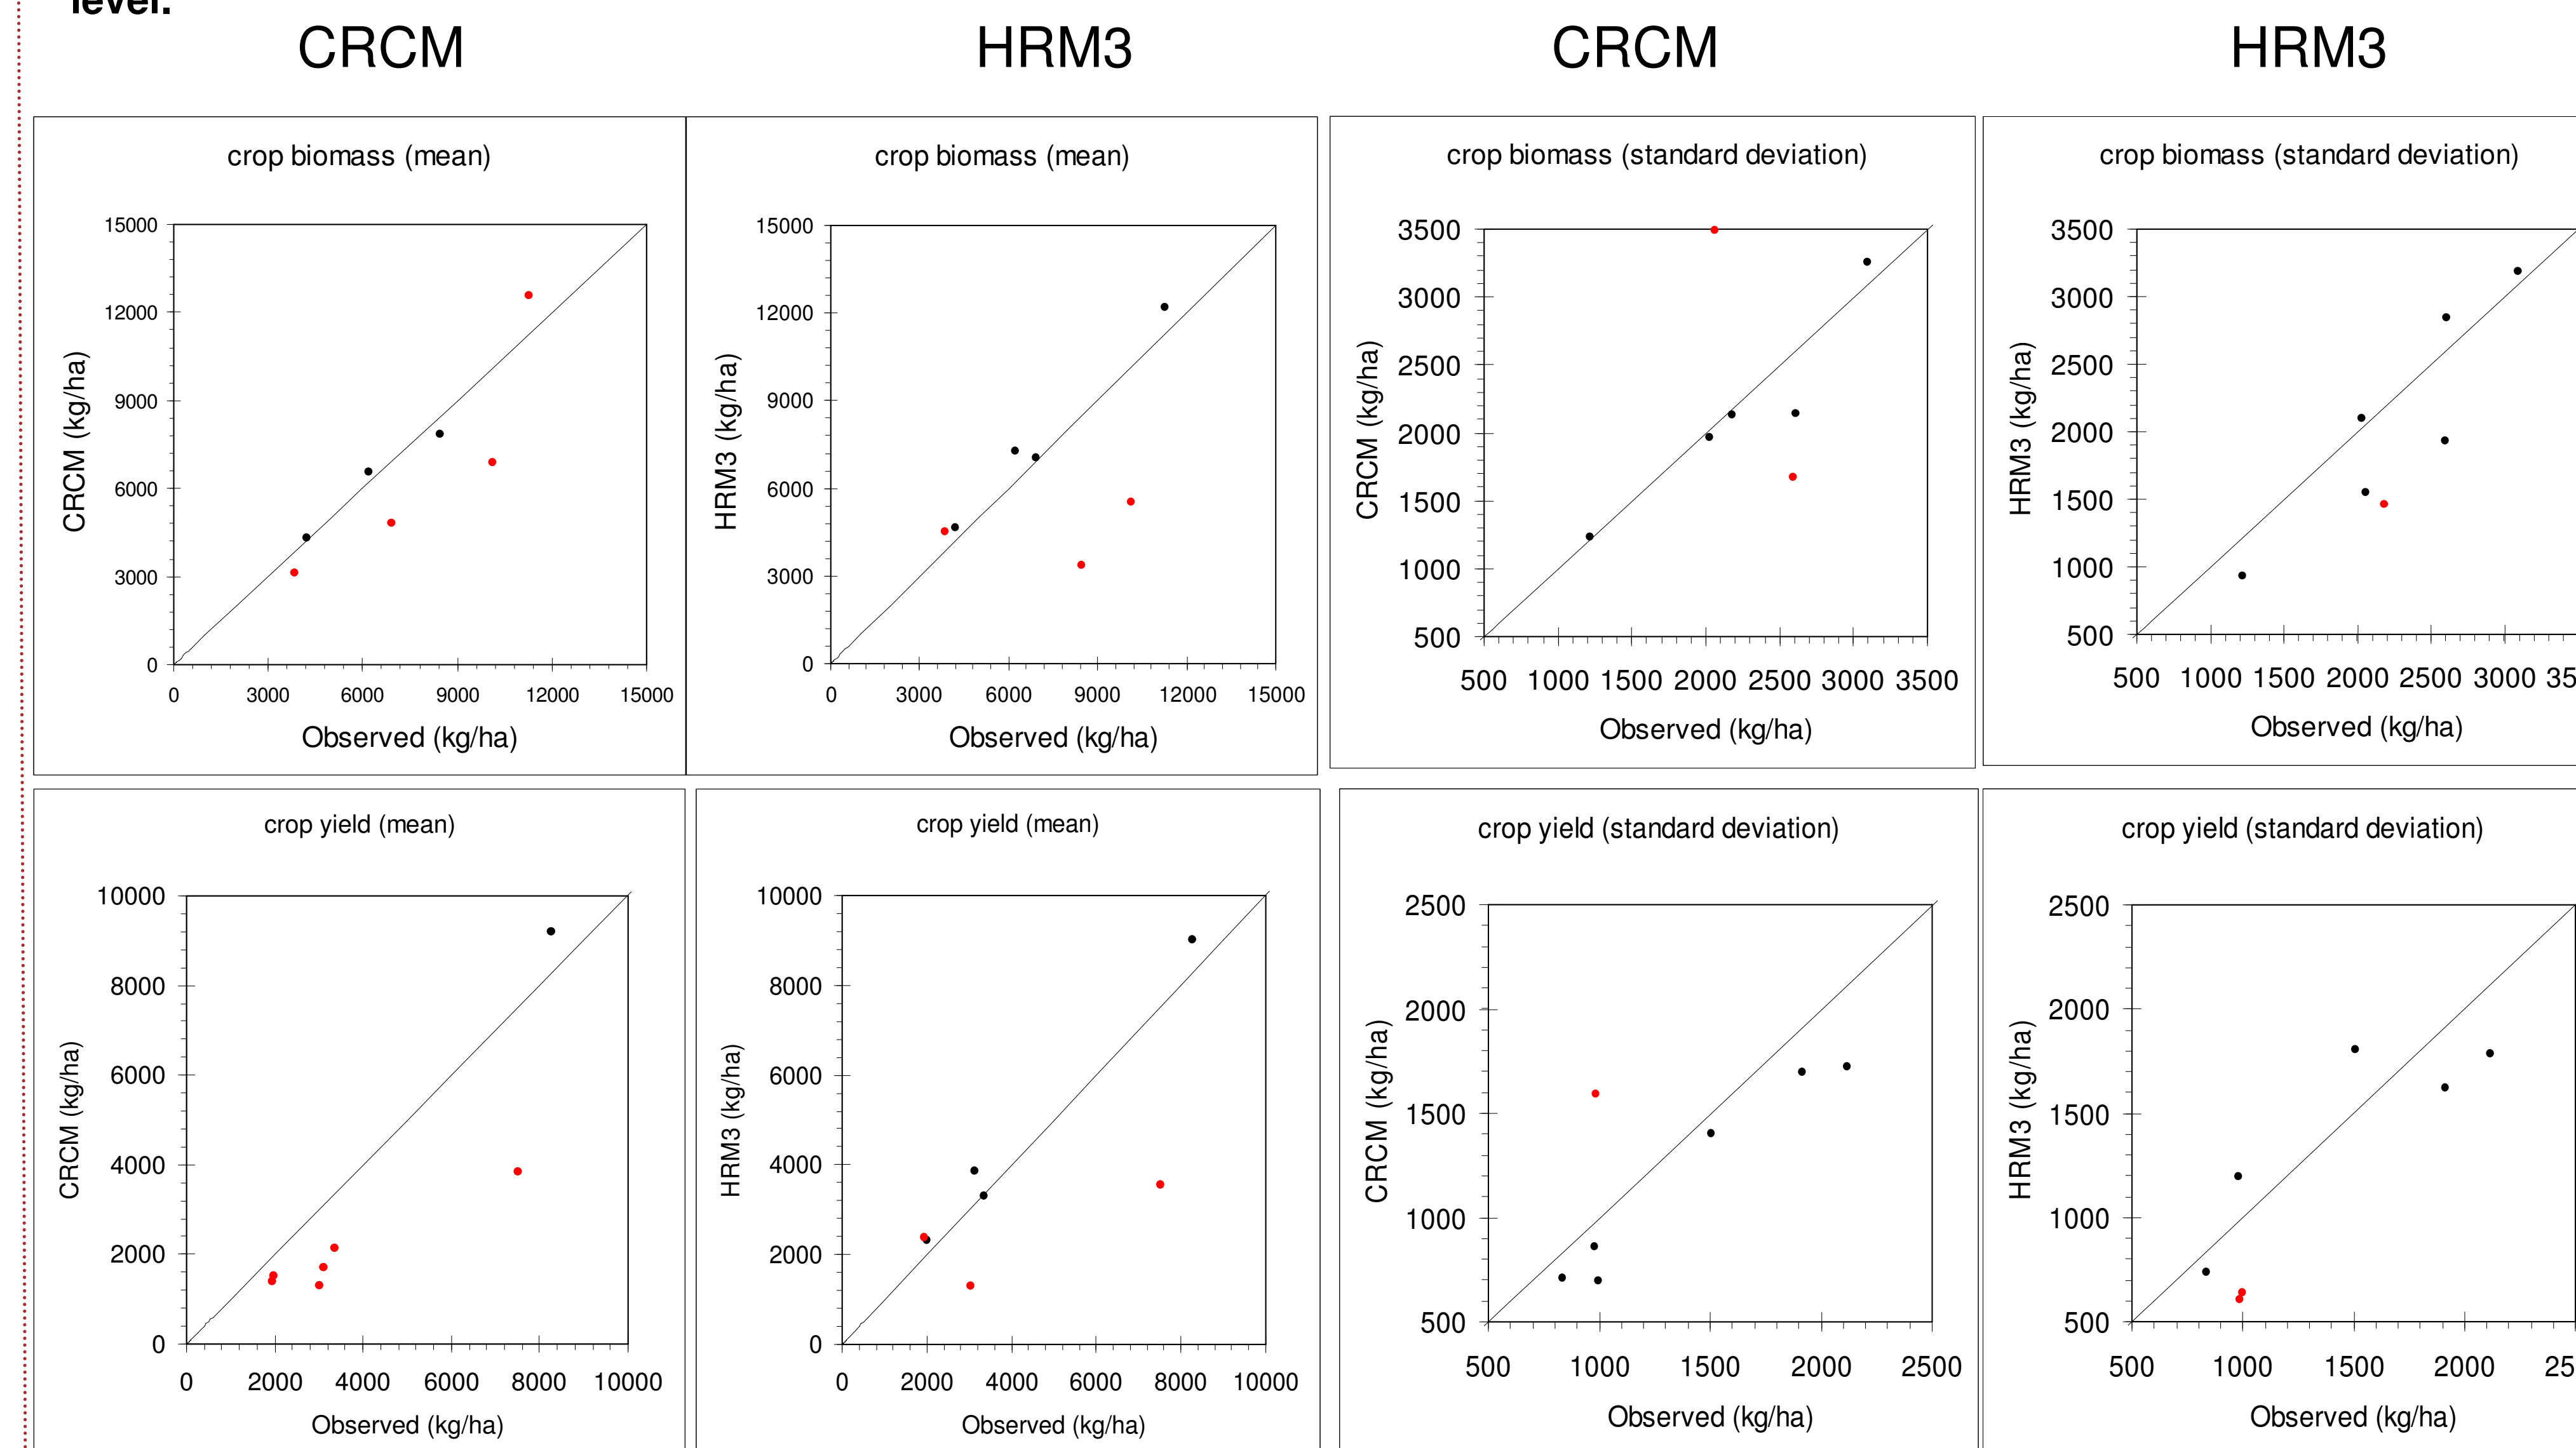 level.
CRCM
HRM3
CRCM
HRM3
crop biomass (mean)
15000
12000
9000
6000
3000
0
CRCM (kg/ha)
0 3000 6000 9000 12000 15000
Observed (kg/ha)
crop biomass (mean)
15000
12000
9000
6000
3000
0
HRM3 (kg/ha)
0 3000 6000 9000 12000 15000
Observed (kg/ha)
crop biomass (standard deviation)
3500
3000
2500
2000
1500
1000
500
CRCM (kg/ha)
500 1000 1500 2000 2500 3000 3500
Observed (kg/ha)
crop biomass (standard deviation)
3500
3000
2500
2000
1500
1000
500
HRM3 (kg/ha)
500 1000 1500 2000 2500 3000 35
Observed (kg/ha)
crop yield (mean)
10000
8000
6000
4000
2000
0
CRCM (kg/ha)
0 2000 4000 6000 8000 10000
Observed (kg/ha)
crop yield (mean)
10000
8000
6000
4000
2000
0
HRM3 (kg/ha)
0 2000 4000 6000 8000 10000
Observed (kg/ha)
crop yield (standard deviation)
2500
2000
1500
1000
500
CRCM (kg/ha)
500 1000 1500 2000 2500
Observed (kg/ha)
crop yield (standard deviation)
2500
2000
1500
1000
500
HRM3 (kg/ha)
500 1000 1500 2000 25
Observed (kg/ha)